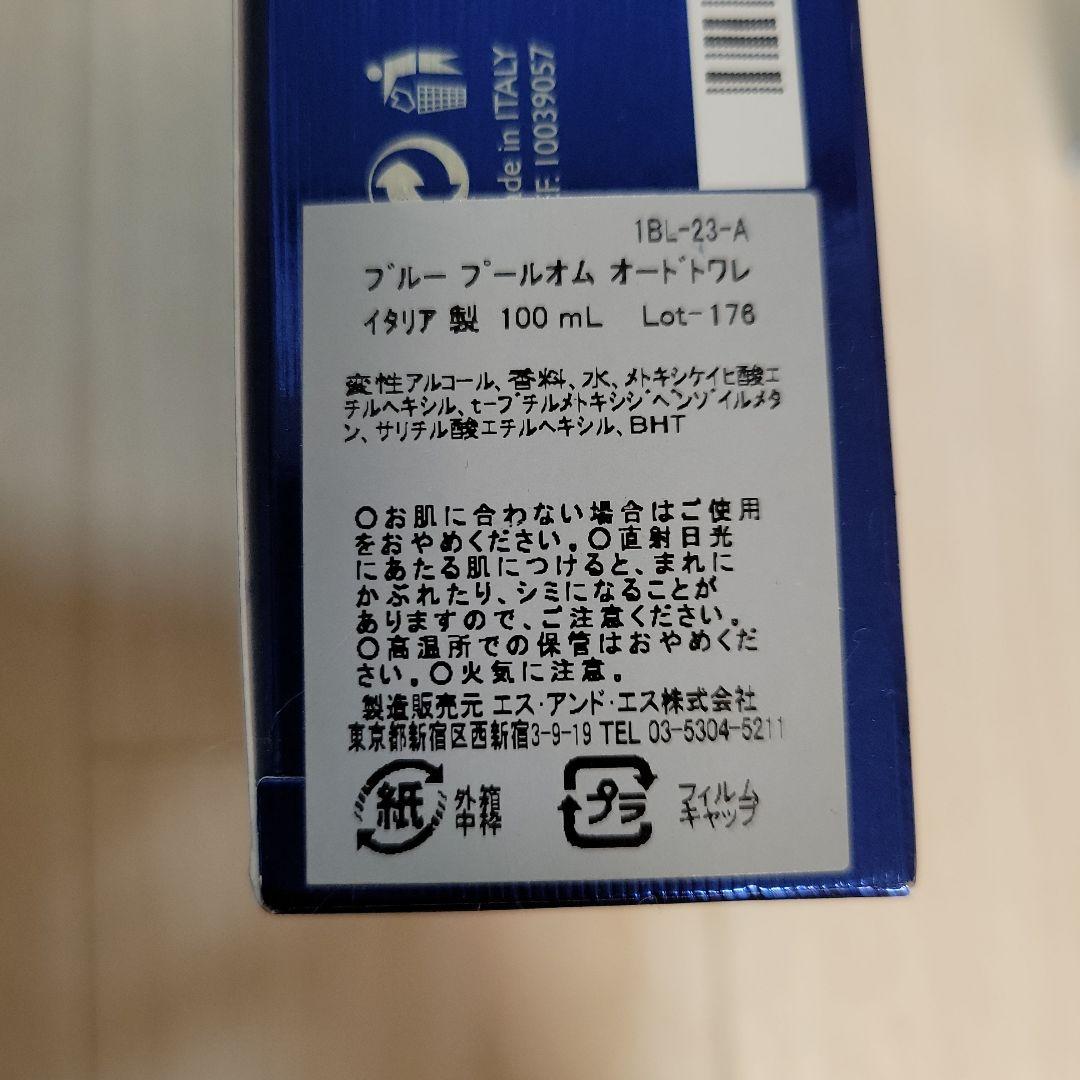 ITALY
10039057
1BL-23-A
ブルー プールオム オードトワレ
イタリア 製 100 mL Lot-176
変性アルコール、香料、水、メトキシケイヒ酸エ
チルヘキシル、t-ブチルメトキシジベンゾイルメタ
ン、サリチル酸エチルヘキシル、BHT
○お肌に合わない場合はご使用
をおやめください。○直射日光
にあたる肌につけると、まれに
かぶれたり、シミになることが
ありますので、ご注意ください。
○高温所での保管はおやめくだ
さい。○火気に注意。
製造販売元 エス・アンド・エス株式会社
東京都新宿区西新宿3-9-19 TEL 03-5304-5211
紙 外箱 プラ フィルム
中枠 キャップ